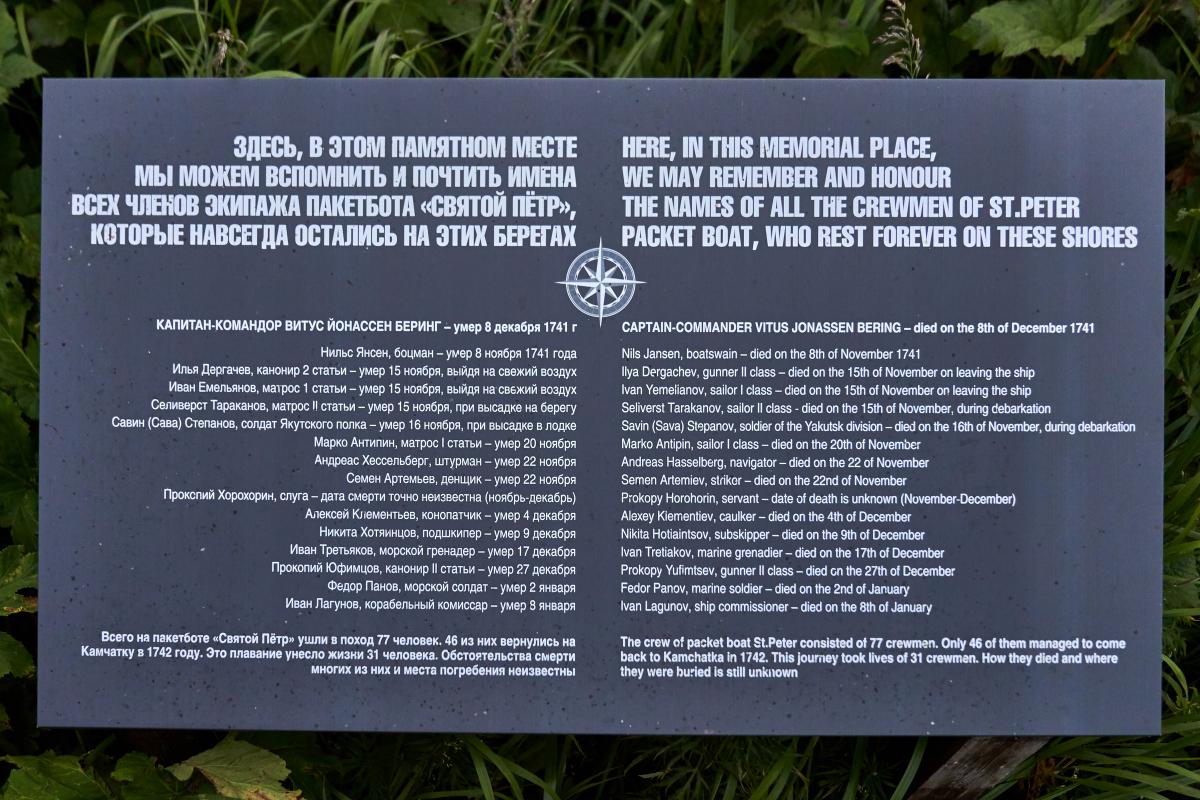 ЗДЕСЬ, В ЭТОМ ПАМЯТНОМ МЕСТЕ
МЫ МОЖЕМ ВСПОМНИТЬ И ПОЧТИТЬ ИМЕНА
ВСЕХ ЧЛЕНОВ ЭКИПАЖА ПАКЕТБОТА «СВЯТОЙ ПЁТР»,
КОТОРЫЕ НАВСЕГДА ОСТАЛИСЬ НА ЭТИХ БЕРЕГАХ
КАПИТАН-КОМАНДОР ВИТУС ЙОНАССЕН БЕРИНГ – умер 8 декабря 1741 г
Нильс Янсен, боцман – умер 8 ноября 1741 года
Илья Дергачев, канонир 2 статьи – умер 15 ноября, выйдя на свежий воздух
Иван Емельянов, матрос 1 статьи – умер 15 ноября, выйдя на свежий воздух
Селиверст Тараканов, матрос II статьи – умер 15 ноября, при высадке на берегу
Савин (Сава) Степанов, солдат Якутского полка – умер 16 ноября, при высадке в лодке
Марко Антипин, матрос I статьи – умер 20 ноября
Андреас Хессельберг, штурман – умер 22 ноября
Семен Артемьев, денщик – умер 22 ноября
Прокопий Хорохорин, слуга – дата смерти точно неизвестна (ноябрь-декабрь)
Алексей Клементьев, конопатчик – умер 4 декабря
Никита Хотяинцов, подшкипер – умер 9 декабря
Иван Третьяков, морской гренадер – умер 17 декабря
Прокопий Юфимцов, канонир II статьи – умер 27 декабря
Федор Панов, морской солдат – умер 2 января
Иван Лагунов, корабельный комиссар – умер 8 января
Всего на пакетботе «Святой Пётр» ушли в поход 77 человек. 46 из них вернулись на
Камчатку в 1742 году. Это плавание унесло жизни 31 человека. Обстоятельства смерти
многих из них и места погребения неизвестны
HERE, IN THIS MEMORIAL PLACE,
WE MAY REMEMBER AND HONOUR
THE NAMES OF ALL THE CREWMEN OF ST.PETER
PACKET BOAT, WHO REST FOREVER ON THESE SHORES
CAPTAIN-COMMANDER VITUS JONASSEN BERING – died on the 8th of December 1741
Nils Jansen, boatswain – died on the 8th of November 1741
Ilya Dergachev, gunner II class – died on the 15th of November on leaving the ship
Ivan Yemelianov, sailor I class – died on the 15th of November on leaving the ship
Seliverst Tarakanov, sailor II class - died on the 15th of November, during debarkation
Savin (Sava) Stepanov, soldier of the Yakutsk division – died on the 16th of November, during debarkation
Marko Antipin, sailor I class – died on the 20th of November
Andreas Hasselberg, navigator – died on the 22 of November
Semen Artemiev, strikor – died on the 22nd of November
Prokopy Horohorin, servant – date of death is unknown (November-December)
Alexey Klementiev, caulker – died on the 4th of December
Nikita Hotiaintsov, subskipper – died on the 9th of December
Ivan Tretiakov, marine grenadier – died on the 17th of December
Prokopy Yufimtsev, gunner II class – died on the 27th of December
Fedor Panov, marine soldier – died on the 2nd of January
Ivan Lagunov, ship commissioner – died on the 8th of January
The crew of packet boat St.Peter consisted of 77 crewmen. Only 46 of them managed to come
back to Kamchatka in 1742. This journey took lives of 31 crewmen. How they died and where
they were buried is still unknown